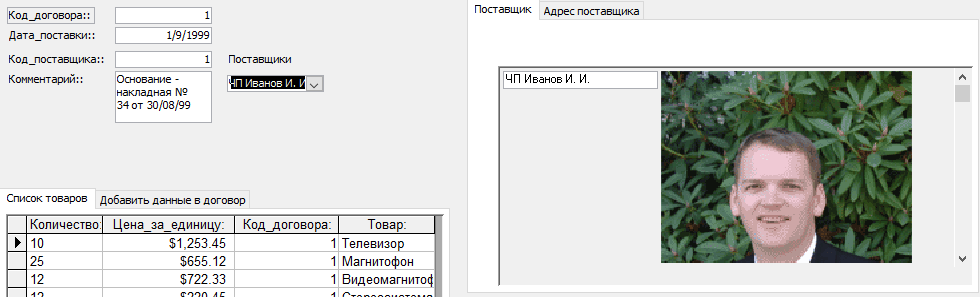 Код_договора::
1
Дата_поставки::
1/9/1999
Код_поставщика::
1
Поставщики
Комментарий::
Основание -
накладная №
34 от 30/08/99
ЧП Иванов И. И
Поставщик
Адрес поставщика
ЧП Иванов И. И.
Список товаров
Добавить данные в договор
Количество: Цена_за_единицу: Код_договора: Товар:
10 $1,253.45 1 Телевизор
25 $655.12 1 Магнитофон
12 $722.33 1 Видеомагнитоф
12 $220.45 1